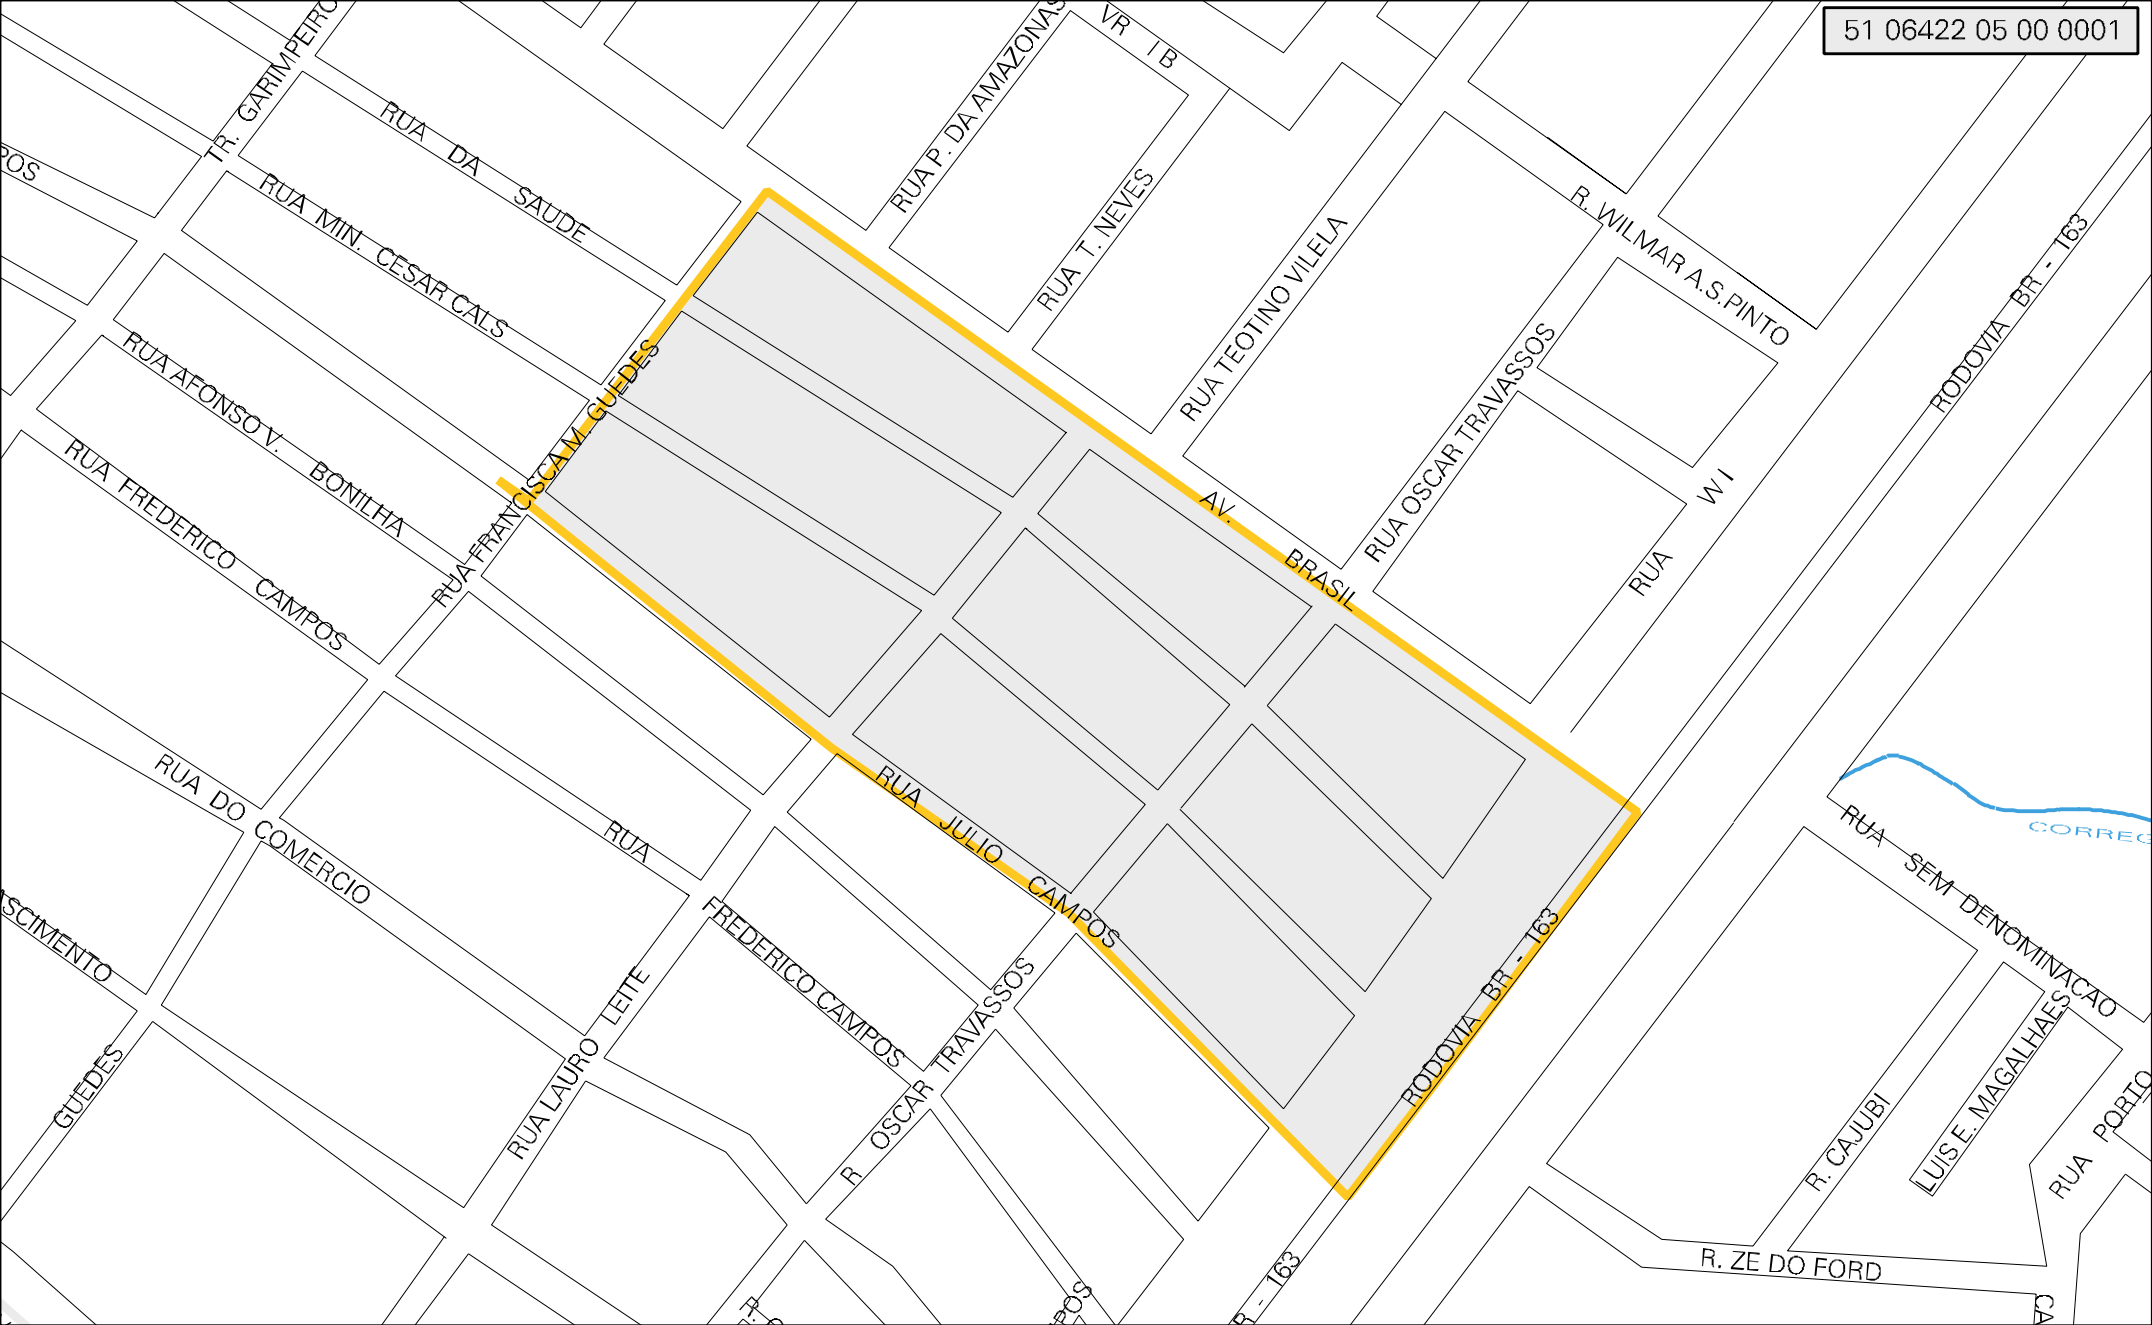 51 06422 05 00 0001
TR. GARIMPEIRO
VR IB
RUA P. DA AMAZONAS
RUA DA SAUDE
RUA MIN. CESAR CALS
RUA T. NEVES
RUA TEOTINO VILELA
R. WILMAR A.S.PINTO
RODOVIA BR - 163
RUA AFONSO V. BONILHA
RUA FRANCISCA M. GUEDES
RUA OSCAR TRAVASSOS
RUA W I
AV. BRASIL
RUA FREDERICO CAMPOS
RUA DO COMERCIO
RUA FREDERICO CAMPOS
RUA JULIO CAMPOS
RUA SEM DENOMINACAO
RODOVIA BR - 163
GUEDES
RUA LAURO LEITE
R OSCAR TRAVASSOS
R. CAJUBI
LUIS E. MAGALHAES
RUA PORTO
R. ZE DO FORD
R - 163